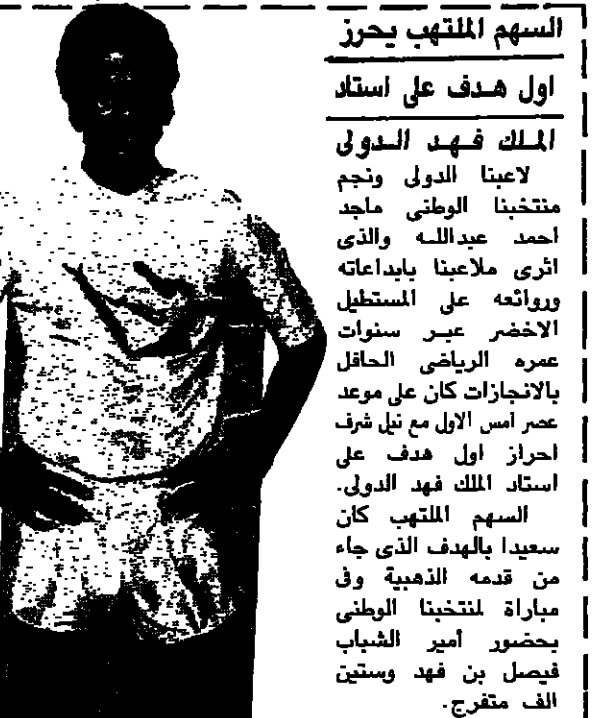 السهم الملتهب يحرز
اول هدف على استاد
الملك فهد الدولى
لاعبنا الدولى ونجم
منتخبنا الوطنى ماجد
احمد عبدالله والذى
اثرى ملاعبنا بابداعاته
وروائعه على المستطيل
الاخضر عبر سنوات
عمره الرياضى الحافل
بالانجازات كان على موعد
عصر امس الاول مع نيل شرف
احراز اول هدف على
استاد الملك فهد الدولى.
السهم الملتهب كان
سعيدا بالهدف الذى جاء
من قدمه الذهبية وفى
مباراة لمنتخبنا الوطنى
بحضور أمير الشباب
فيصل بن فهد وستين
الف متفرج.